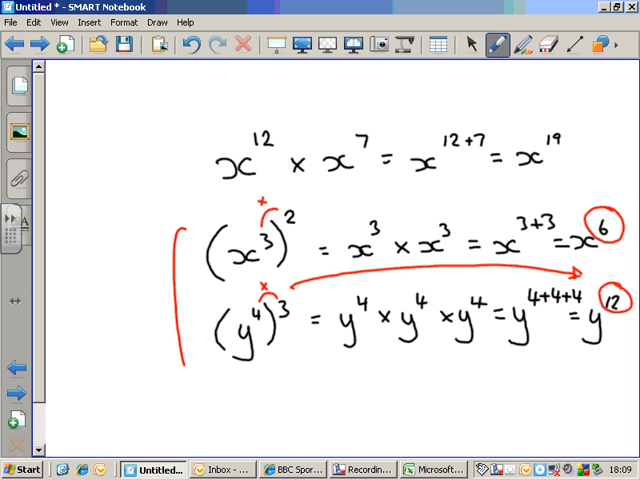 Untitled * - SMART Notebook
File Edit View Insert Format Draw Help
x^12 × x^7 = x^12+7 = x^19
(x^3)^2 = x^3 × x^3 = x^3+3 = x^6
×
(y^4)^3 = y^4 × y^4 × y^4 = y^4+4+4 = y^12
×
Start Untitled... Inbox - ... BBC Spor... Recording... Microsoft... 18:09